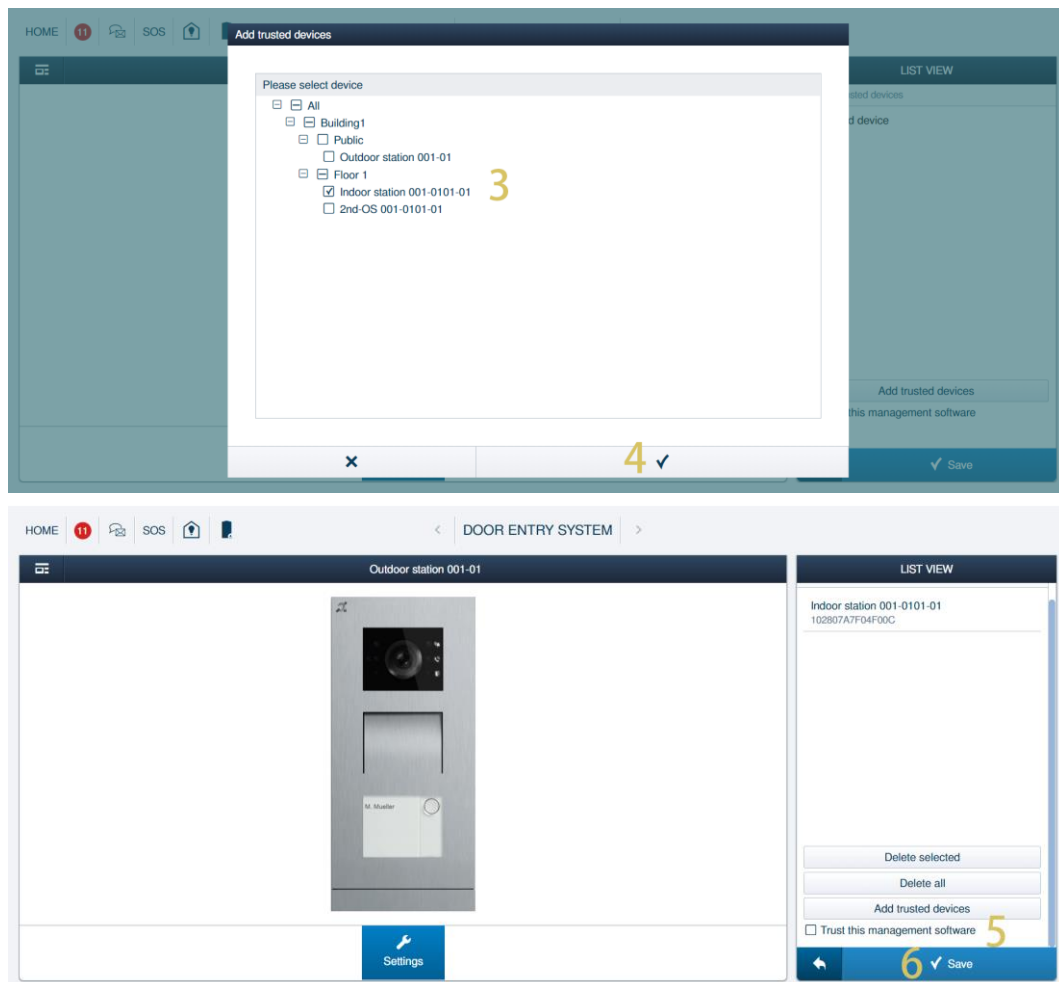 HOME 11 SOS
Add trusted devices
LIST VIEW
sted devices
d device
Please select device
All
Building1
Public
Outdoor station 001-01
Floor 1
Indoor station 001-0101-01
2nd-OS 001-0101-01
3
Add trusted devices
this management software
4
Save
HOME 11 SOS
DOOR ENTRY SYSTEM
Outdoor station 001-01
LIST VIEW
Indoor station 001-0101-01
102807A7F04F00C
M. Mueller
Delete selected
Delete all
Add trusted devices
Trust this management software 5
Settings
6 Save